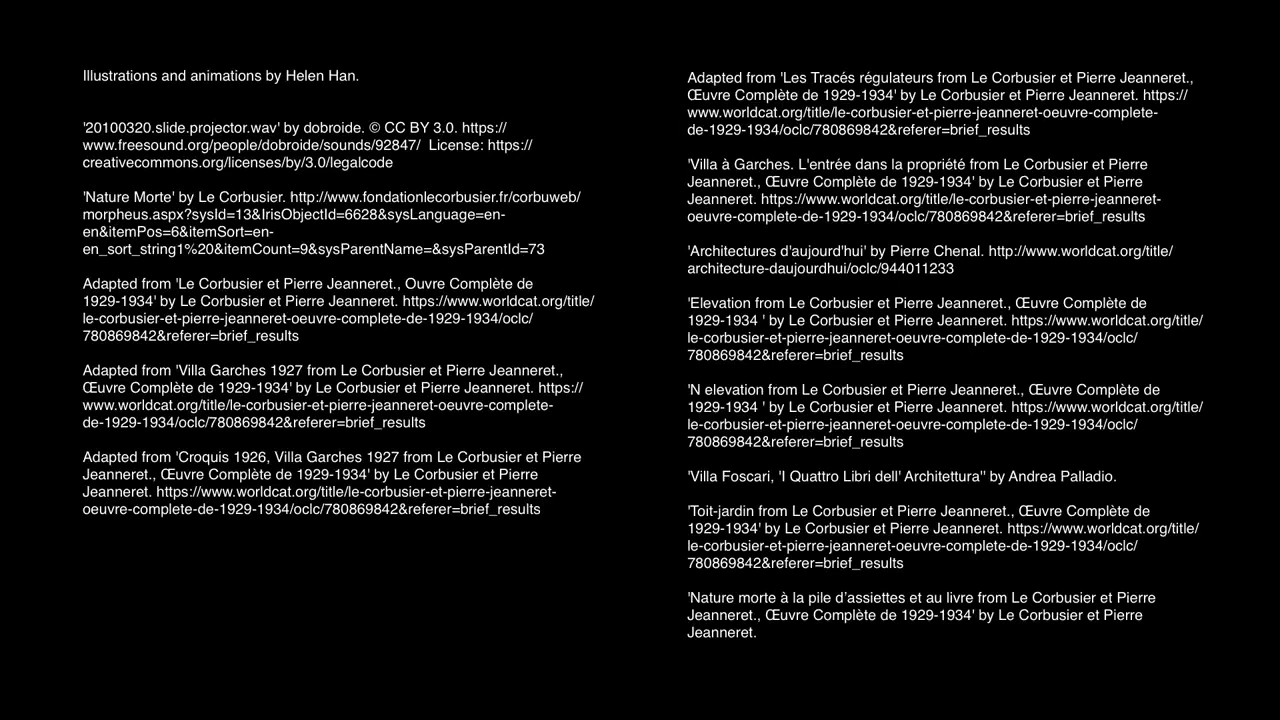 Illustrations and animations by Helen Han.
'20100320.slide.projector.wav' by dobroide. © CC BY 3.0. https://
www.freesound.org/people/dobroide/sounds/92847/  License: https://
creativecommons.org/licenses/by/3.0/legalcode
'Nature Morte' by Le Corbusier. http://www.fondationlecorbusier.fr/corbuweb/
morpheus.aspx?sysId=13&IrisObjectId=6628&sysLanguage=en-
en&itemPos=6&itemSort=en-
en_sort_string1%20&itemCount=9&sysParentName=&sysParentId=73
Adapted from 'Le Corbusier et Pierre Jeanneret., Ouvre Complète de
1929-1934' by Le Corbusier et Pierre Jeanneret. https://www.worldcat.org/title/
le-corbusier-et-pierre-jeanneret-oeuvre-complete-de-1929-1934/oclc/
780869842&referer=brief_results
Adapted from 'Villa Garches 1927 from Le Corbusier et Pierre Jeanneret.,
Œuvre Complète de 1929-1934' by Le Corbusier et Pierre Jeanneret. https://
www.worldcat.org/title/le-corbusier-et-pierre-jeanneret-oeuvre-complete-
de-1929-1934/oclc/780869842&referer=brief_results
Adapted from 'Croquis 1926, Villa Garches 1927 from Le Corbusier et Pierre
Jeanneret., Œuvre Complète de 1929-1934' by Le Corbusier et Pierre
Jeanneret. https://www.worldcat.org/title/le-corbusier-et-pierre-jeanneret-
oeuvre-complete-de-1929-1934/oclc/780869842&referer=brief_results
Adapted from 'Les Tracés régulateurs from Le Corbusier et Pierre Jeanneret.,
Œuvre Complète de 1929-1934' by Le Corbusier et Pierre Jeanneret. https://
www.worldcat.org/title/le-corbusier-et-pierre-jeanneret-oeuvre-complete-
de-1929-1934/oclc/780869842&referer=brief_results
'Villa à Garches. L'entrée dans la propriété from Le Corbusier et Pierre
Jeanneret., Œuvre Complète de 1929-1934' by Le Corbusier et Pierre
Jeanneret. https://www.worldcat.org/title/le-corbusier-et-pierre-jeanneret-
oeuvre-complete-de-1929-1934/oclc/780869842&referer=brief_results
'Architectures d'aujourd'hui' by Pierre Chenal. http://www.worldcat.org/title/
architecture-daujourdhui/oclc/944011233
'Elevation from Le Corbusier et Pierre Jeanneret., Œuvre Complète de
1929-1934 ' by Le Corbusier et Pierre Jeanneret. https://www.worldcat.org/title/
le-corbusier-et-pierre-jeanneret-oeuvre-complete-de-1929-1934/oclc/
780869842&referer=brief_results
'N elevation from Le Corbusier et Pierre Jeanneret., Œuvre Complète de
1929-1934 ' by Le Corbusier et Pierre Jeanneret. https://www.worldcat.org/title/
le-corbusier-et-pierre-jeanneret-oeuvre-complete-de-1929-1934/oclc/
780869842&referer=brief_results
'Villa Foscari, 'I Quattro Libri dell' Architettura'' by Andrea Palladio.
'Toit-jardin from Le Corbusier et Pierre Jeanneret., Œuvre Complète de
1929-1934' by Le Corbusier et Pierre Jeanneret. https://www.worldcat.org/title/
le-corbusier-et-pierre-jeanneret-oeuvre-complete-de-1929-1934/oclc/
780869842&referer=brief_results
'Nature morte à la pile d’assiettes et au livre from Le Corbusier et Pierre
Jeanneret., Œuvre Complète de 1929-1934' by Le Corbusier et Pierre
Jeanneret.